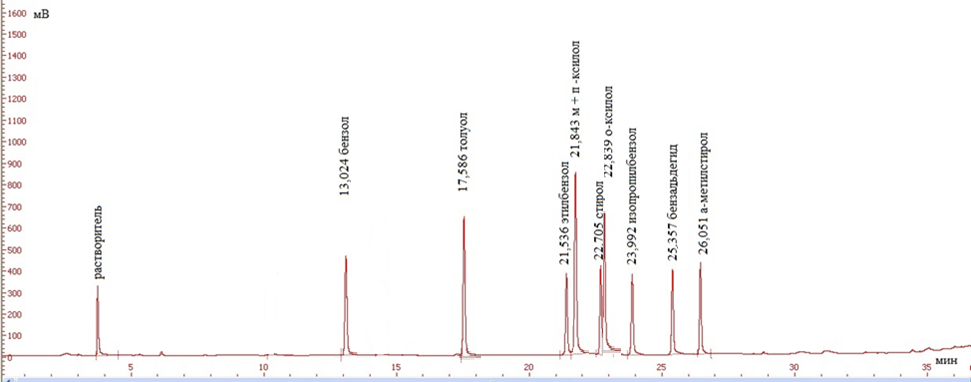 1600
мВ
1500
1400
1300
1200
1100
1000
900
800
700
600
500
400
300
200
100
0
растворитель
13,024 бензол
17,586 толуол
21,536 этилбензол
21,843 м + п -ксилол
22,705 стирол
22,839 о-ксилол
23,992 изопропилбензол
25,357 бензадьдегид
26,051 а-метилстирол
5
10
15
20
25
30
35
мин